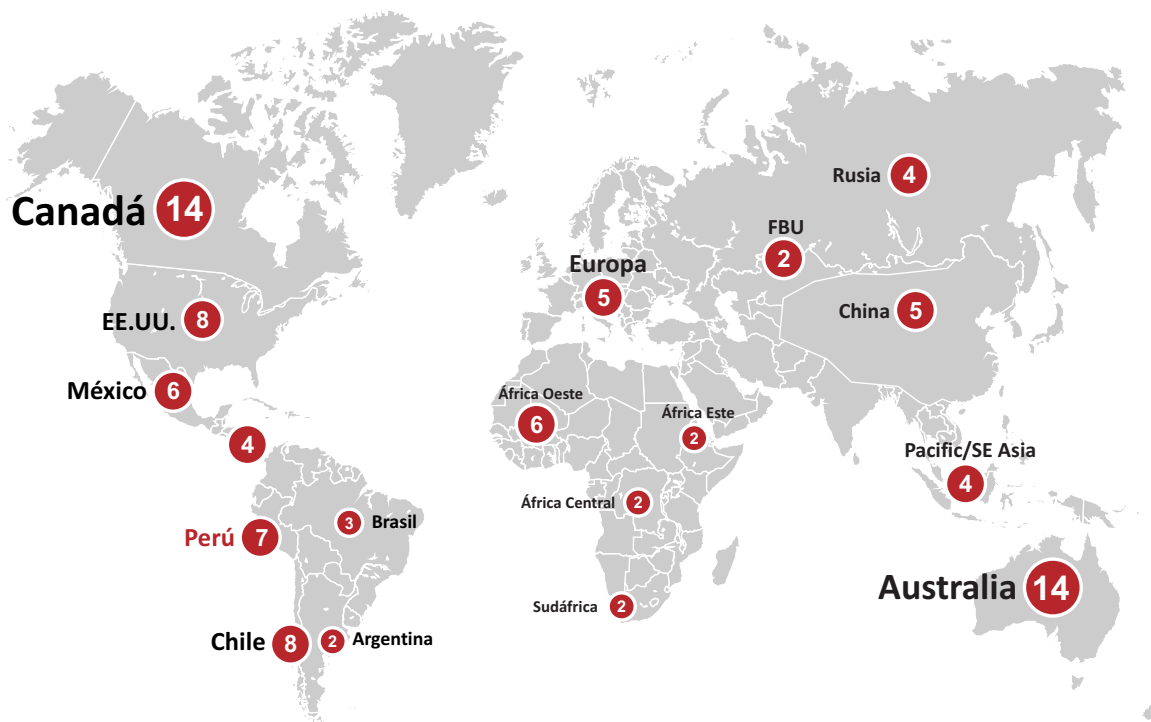 Canadá 14
EE.UU. 8
México 6
4
Perú 7
3 Brasil
Chile 8
2 Argentina
Europa
5
África Oeste
6
África Este
2
África Central 2
Sudáfrica 2
Rusia 4
FBU
2
China 5
Pacific/SE Asia
4
Australia 14